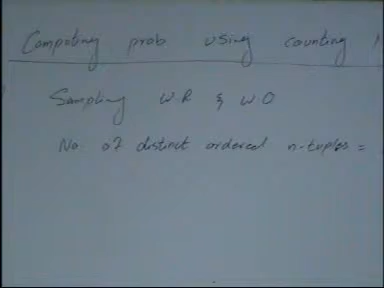 Computing prob. using counting
Sampling WR & WO
No. of distinct ordered n-tuples =